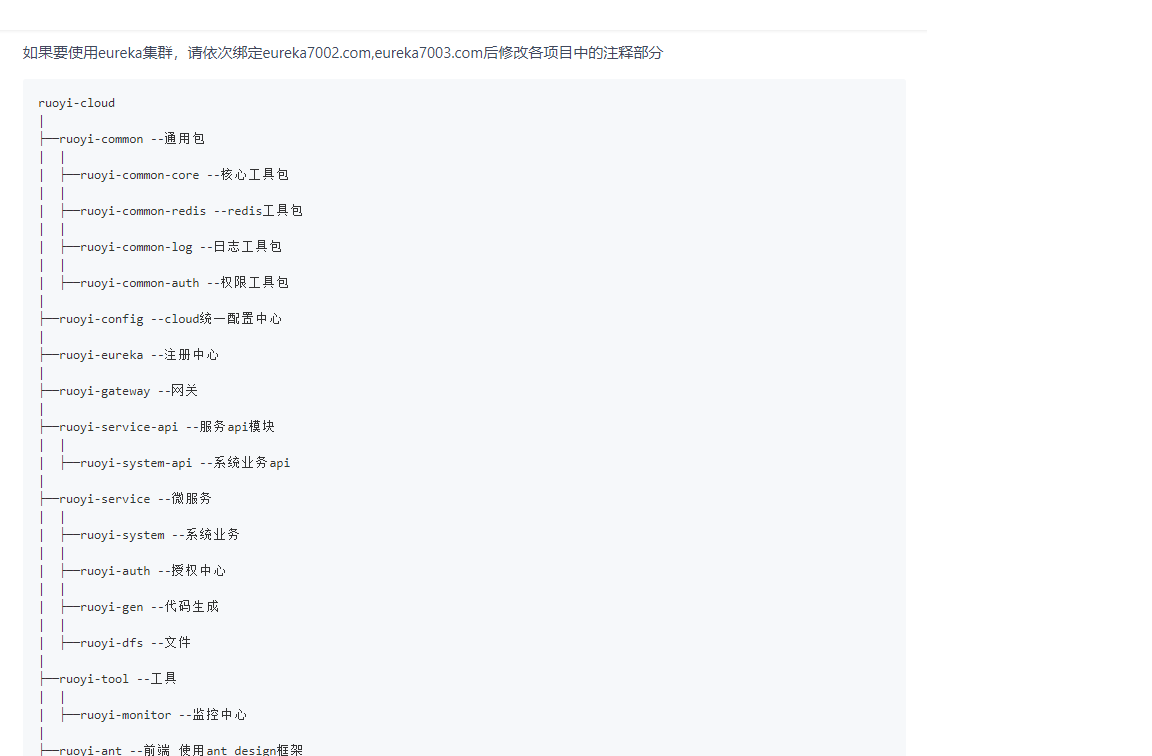 如果要使用eureka集群，请依次绑定eureka7002.com,eureka7003.com后修改各项目中的注释部分
ruoyi-cloud
|
├──ruoyi-common --通用包
|  |
|  ├──ruoyi-common-core --核心工具包
|  |
|  ├──ruoyi-common-redis --redis工具包
|  |
|  ├──ruoyi-common-log --日志工具包
|  |
|  ├──ruoyi-common-auth --权限工具包
|
├──ruoyi-config --cloud统一配置中心
|
├──ruoyi-eureka --注册中心
|
├──ruoyi-gateway --网关
|
├──ruoyi-service-api --服务api模块
|  |
|  ├──ruoyi-system-api --系统业务api
|
├──ruoyi-service --微服务
|  |
|  ├──ruoyi-system --系统业务
|  |
|  ├──ruoyi-auth --授权中心
|  |
|  ├──ruoyi-gen --代码生成
|  |
|  ├──ruoyi-dfs --文件
|
├──ruoyi-tool --工具
|  |
|  ├──ruoyi-monitor --监控中心
|
├──ruoyi-ant --前端 使用ant design框架